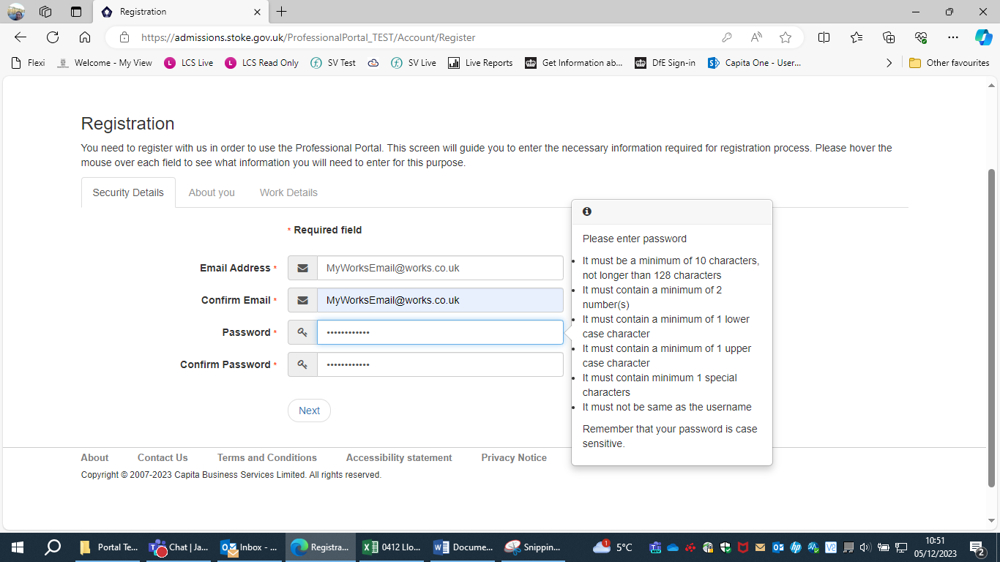 Registration
https://admissions.stoke.gov.uk/ProfessionalPortal_TEST/Account/Register
Flexi Welcome - My View LCS Live LCS Read Only SV Test SV Live Live Reports Get Information ab... DfE Sign-in Capita One - User... Other favourites
Registration
You need to register with us in order to use the Professional Portal. This screen will guide you to enter the necessary information required for registration process. Please hover the
mouse over each field to see what information you will need to enter for this purpose.
Security Details About you Work Details
* Required field
Email Address * MyWorksEmail@works.co.uk
Confirm Email * MyWorksEmail@works.co.uk
Password * ••••••••••••
Confirm Password * ••••••••••••
Next
Please enter password
• It must be a minimum of 10 characters,
not longer than 128 characters
• It must contain a minimum of 2
number(s)
• It must contain a minimum of 1 lower
case character
• It must contain a minimum of 1 upper
case character
• It must contain minimum 1 special
characters
• It must not be same as the username
Remember that your password is case
sensitive.
About Contact Us Terms and Conditions Accessibility statement Privacy Notice
Copyright © 2007-2023 Capita Business Services Limited. All rights reserved.
Portal Te... Chat | Ja... Inbox - ... Registra... 0412 Llo... Docume... Snippin... 1 5°C 10:51
05/12/2023 2